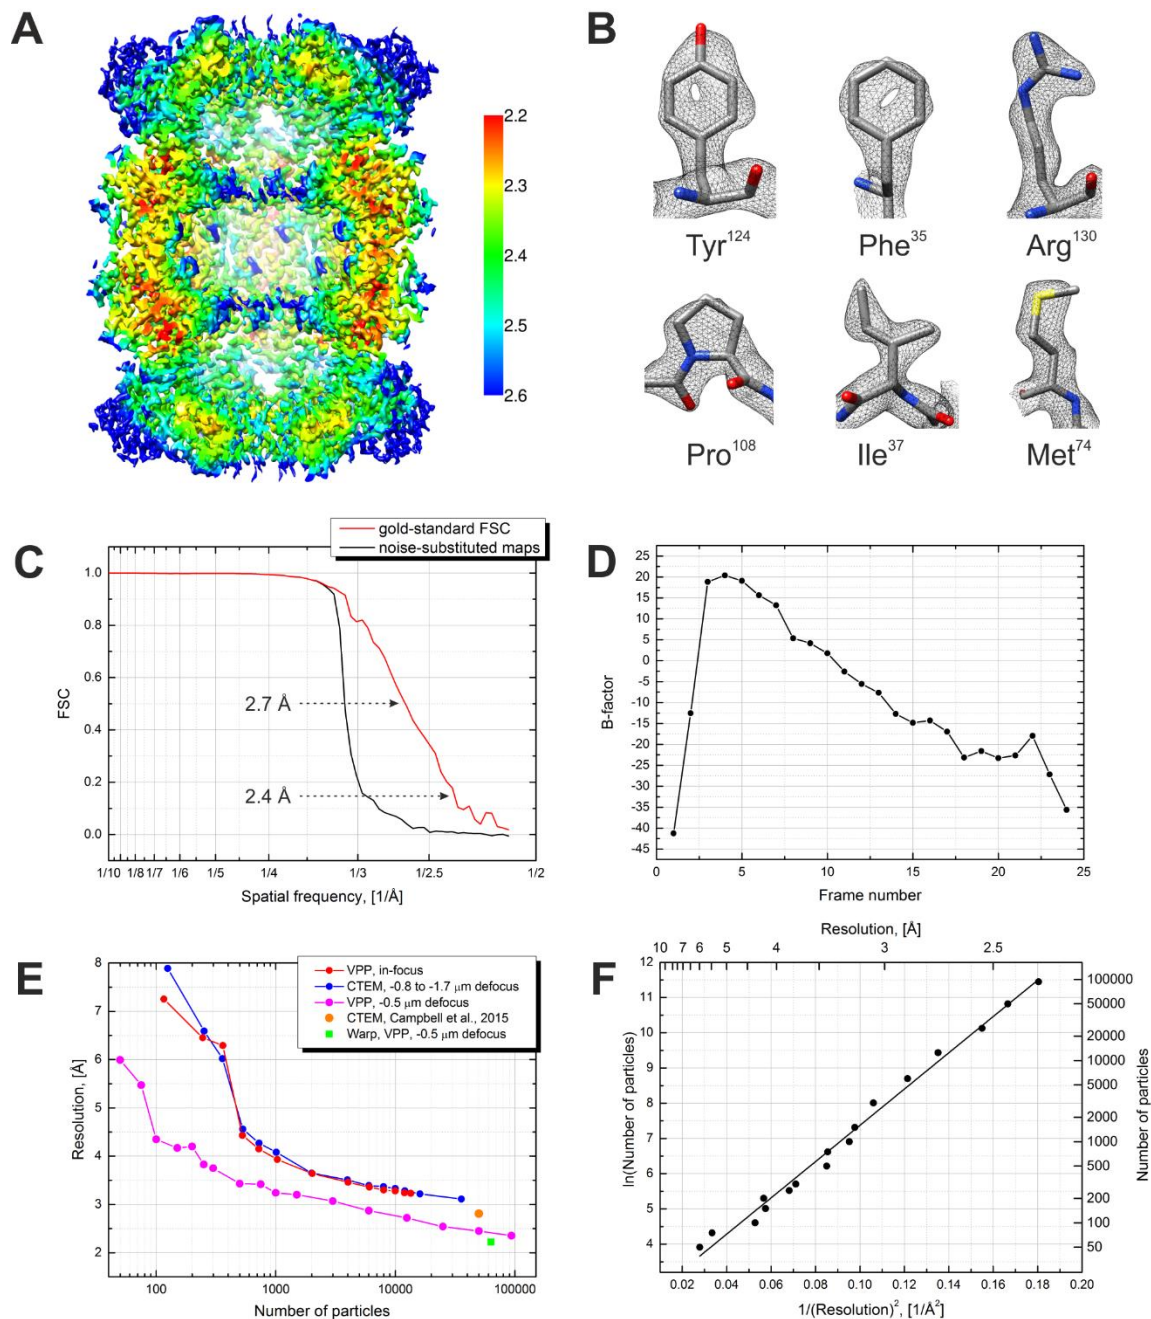 A
2.2
2.3
2.4
2.5
2.6
B
Tyr124
Phe35
Arg130
Pro108
Ile37
Met74
C
gold-standard FSC
noise-substituted maps
1.0
0.8
0.6
0.4
0.2
0.0
FSC
2.7 Å
2.4 Å
1/10 1/8 1/7 1/6 1/5 1/4 1/3 1/2.5 1/2
Spatial frequency, [1/Å]
D
25
20
15
10
5
0
-5
-10
-15
-20
-25
-30
-35
-40
-45
B-factor
0 5 10 15 20 25
Frame number
E
VPP, in-focus
CTEM, -0.8 to -1.7 μm defocus
VPP, -0.5 μm defocus
CTEM, Campbell et al., 2015
Warp, VPP, -0.5 μm defocus
8
7
6
5
4
3
2
Resolution, [Å]
100 1000 10000 100000
Number of particles
F
Resolution, [Å]
10 7 6 5 4 3 2.5
12
11
10
9
8
7
6
5
4
ln(Number of particles)
100000
50000
10000
5000
2000
1000
500
200
100
50
Number of particles
0.02 0.04 0.06 0.08 0.10 0.12 0.14 0.16 0.18 0.20
1/(Resolution)2, [1/Å2]